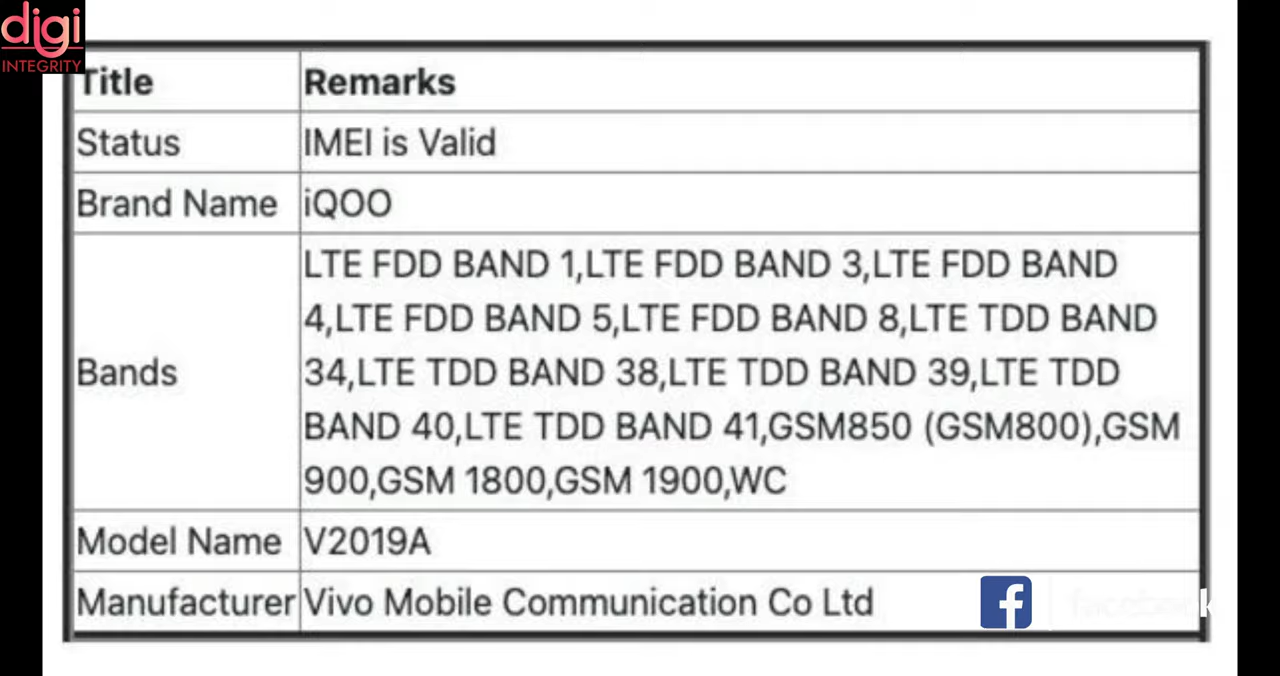 digi
INTEGRITY
Title Remarks
Status IMEI is Valid
Brand Name iQOO
LTE FDD BAND 1,LTE FDD BAND 3,LTE FDD BAND
4,LTE FDD BAND 5,LTE FDD BAND 8,LTE TDD BAND
Bands 34,LTE TDD BAND 38,LTE TDD BAND 39,LTE TDD
BAND 40,LTE TDD BAND 41,GSM850 (GSM800),GSM
900,GSM 1800,GSM 1900,WC
Model Name V2019A
Manufacturer Vivo Mobile Communication Co Ltd
f facebook